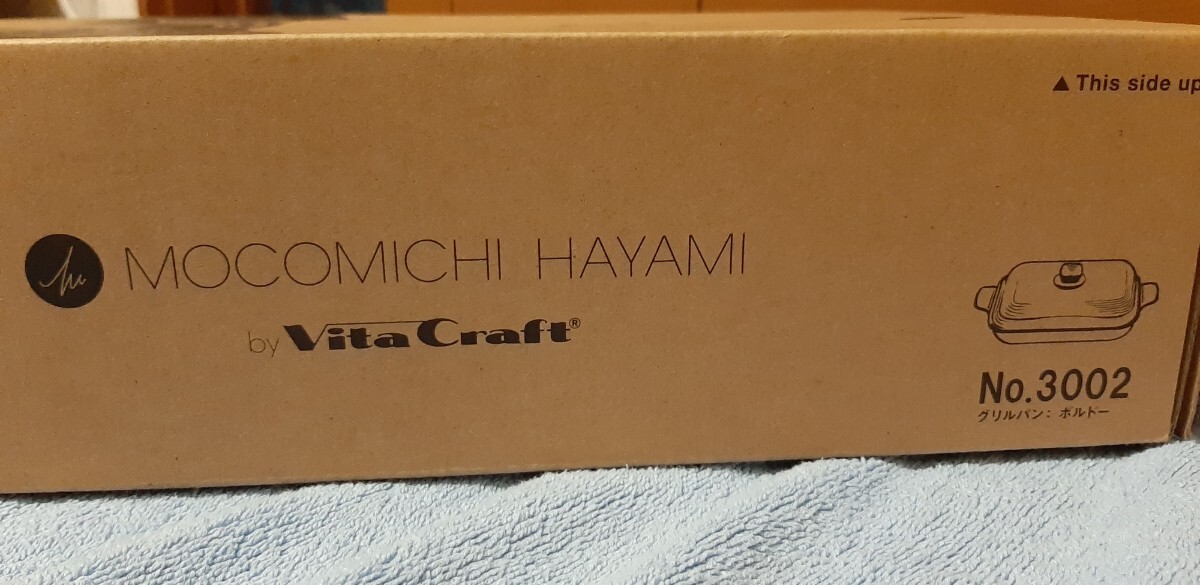 ▲ This side up
MOCOMICHI HAYAMI
by Vita Craft®
No.3002
グリルパン: ボルドー